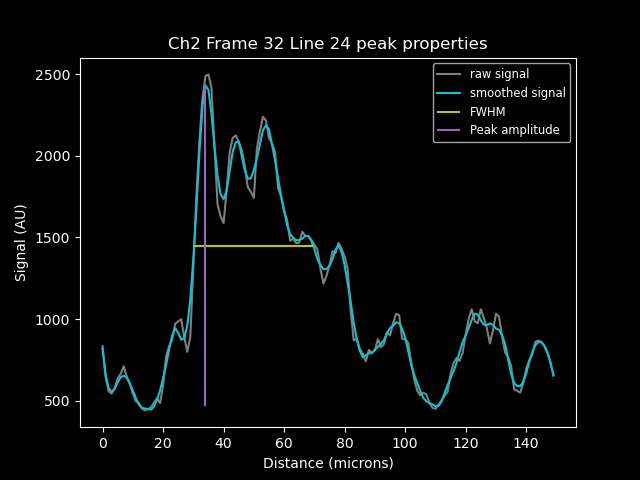 Ch2 Frame 32 Line 24 peak properties
raw signal
smoothed signal
FWHM
Peak amplitude
Signal (AU)
2500
2000
1500
1000
500
0 20 40 60 80 100 120 140
Distance (microns)